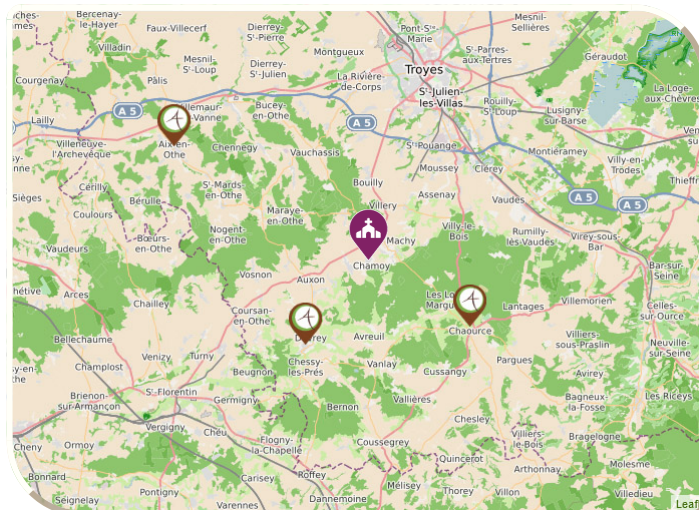 Bercenay-
le-Hayer
Faux-Villecerf
Dierrey-
St-Pierre
Pont-Ste-
Marie
Mesnil-
Sellières
Villadin
Montgueux
St-Parres-
aux-Tertres
Géraudot
Mesnil-
St-Loup
Dierrey-
St-Julien
Troyes
Courgenay
Pâlis
La Rivière-
de-Corps
St-Julien
les-Villas
La Loge-
aux-Chèvre
Lailly
A 5
Bucey-
en-Othe
A 5
Rouilly-
St-Loup
Lusigny-
sur-Barse
Villeneuve-
l'Archevêque
Aix-en-
Othe
Chennegy
Vauchassis
St-Pouange
Montiéramey
Moussey
Clérey
Villy-en-
Trodes
Cérilly
St-Mards-
en-Othe
Bouilly
Assenay
Thieffr
Sièges
Bérulle
Vaudes
A 5
A 5
Coulours
Maraye-
en-Othe
Villery
Nogent-
en-Othe
Villy-le-
Bois
Rumilly-
lès-Vaudes
Virey-sous-
Bar
Vaudeurs
Bœurs-
en-Othe
Machy
Chamoy
Bar-sur-
Seine
Vosnon
Auxon
Arces
Chailley
Lantages
Villemorien
Celles-
sur-Ource
Coursan-
en-Othe
Bellechaume
Avreuil
Chaource
Villiers-
sous-Praslin
Neuville-
sur-Seine
Venizy
Turny
Chessy-
les-Prés
Vanlay
Pargues
Champlost
Beugnon
Cussangy
Avirey
Brienon-
sur-Armançon
St-Florentin
Germigny
Bernon
Vallières
Bagneux-
la-Fosse
Les Riceys
Vergigny
Chéu
Chesley
Cheny
Ormoy
Flogny-
la-Chapelle
Coussegrey
Villiers-
le-Bois
Bragelogne
Quincerot
Bonnard
Carisey
Roffey
Arthonnay
Molesme
Seignelay
Pontigny
Varennes
Dannemoine
Mélisey
Thorey
Villon
Villedieu
Leaf